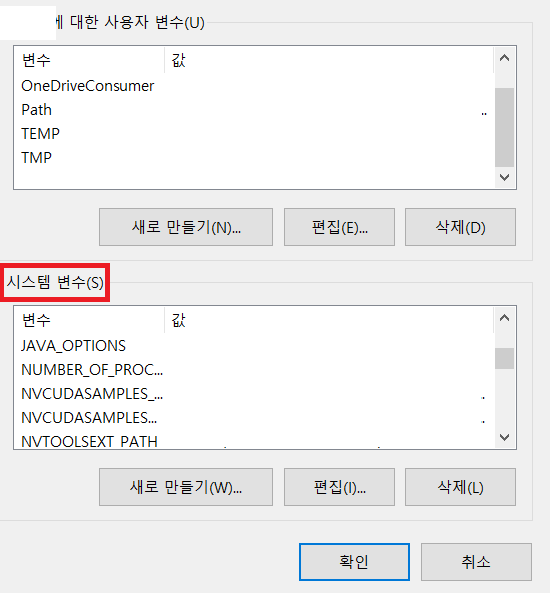 에 대한 사용자 변수(U)
변수 값
OneDriveConsumer
Path ..
TEMP
TMP
새로 만들기(N)... 편집(E)... 삭제(D)
시스템 변수(S)
변수 값
JAVA_OPTIONS
NUMBER_OF_PROC...
NVCUDASAMPLES_... .
NVCUDASAMPLES... .
NVTOOLSEXT_PATH
새로 만들기(W)... 편집(I)... 삭제(L)
확인 취소